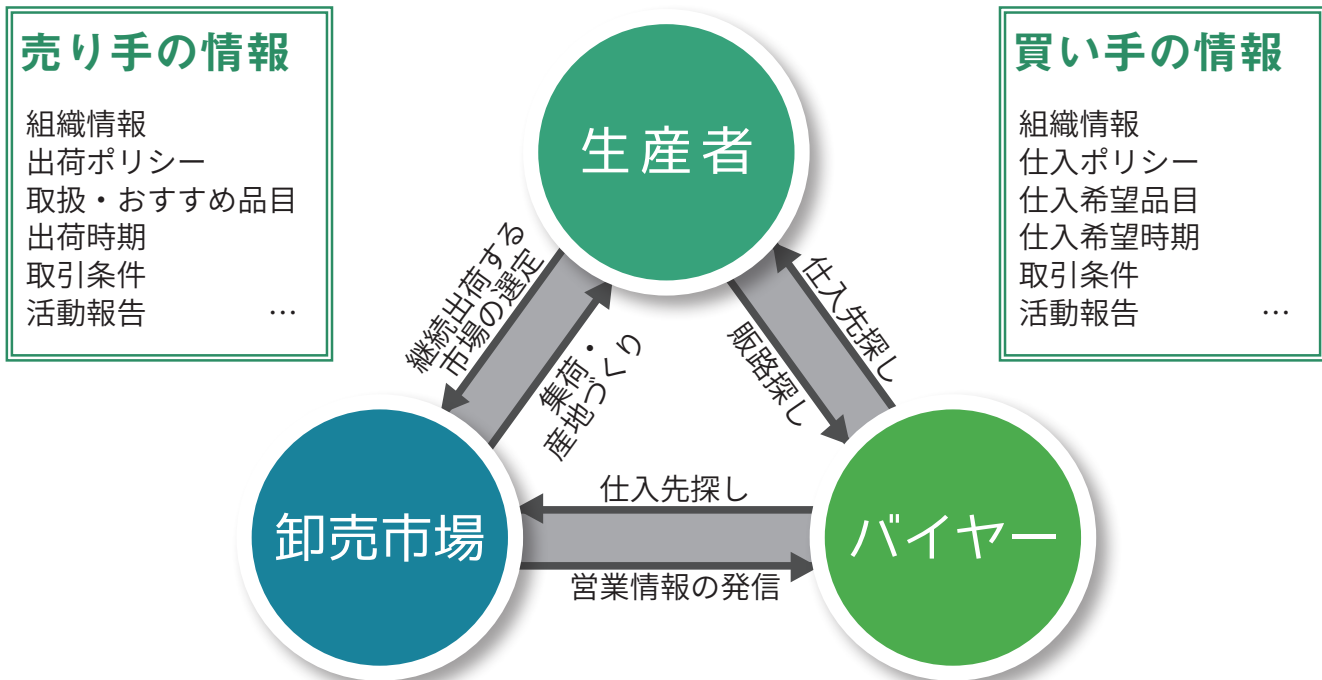 売り手の情報
組織情報
出荷ポリシー
取扱・おすすめ品目
出荷時期
取引条件
活動報告 …
生産者
買い手の情報
組織情報
仕入ポリシー
仕入希望品目
仕入希望時期
取引条件
活動報告 …
継続出荷する
市場の選定
集荷・
産地づくり
仕入先探し
販路探し
卸売市場
仕入先探し
営業情報の発信
バイヤー